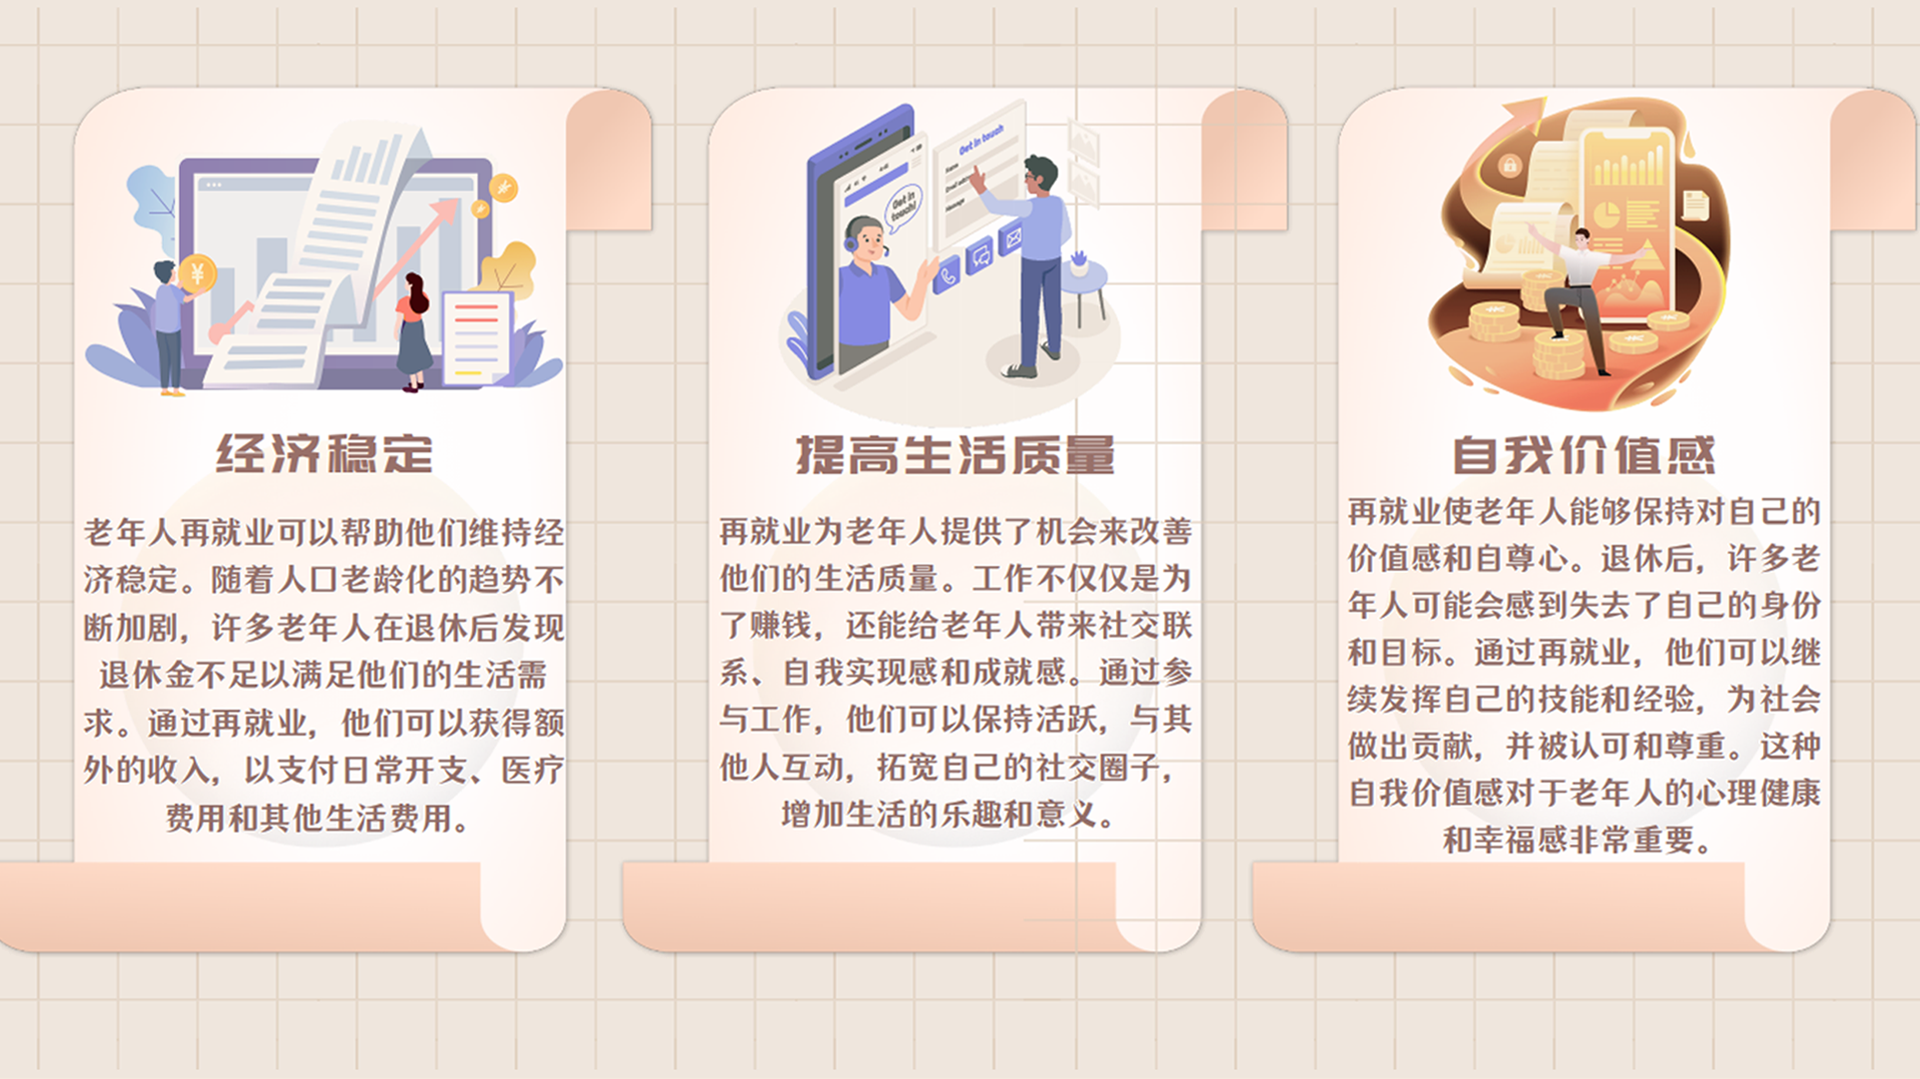 经济稳定
老年人再就业可以帮助他们维持经
济稳定。随着人口老龄化的趋势不
断加剧，许多老年人在退休后发现
退休金不足以满足他们的生活需
求。通过再就业，他们可以获得额
外的收入，以支付日常开支、医疗
费用和其他生活费用。
Get in touch
Name
Email address
Message
Get in
touch!
提高生活质量
再就业为老年人提供了机会来改善
他们的生活质量。工作不仅仅是为
了赚钱，还能给老年人带来社交联
系、自我实现感和成就感。通过参
与工作，他们可以保持活跃，与其
他人互动，拓宽自己的社交圈子，
增加生活的乐趣和意义。
自我价值感
再就业使老年人能够保持对自己的
价值感和自尊心。退休后，许多老
年人可能会感到失去了自己的身份
和目标。通过再就业，他们可以继
续发挥自己的技能和经验，为社会
做出贡献，并被认可和尊重。这种
自我价值感对于老年人的心理健康
和幸福感非常重要。